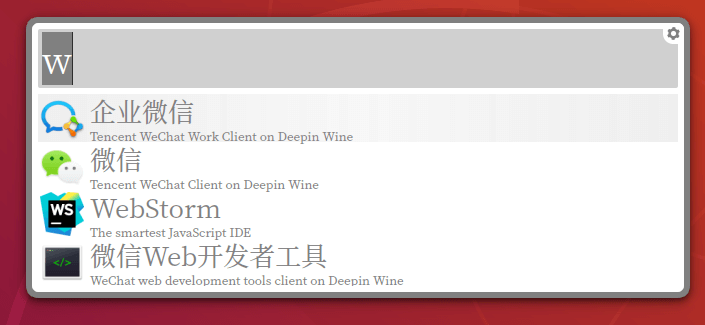 w
企业微信
Tencent WeChat Work Client on Deepin Wine
微信
Tencent WeChat Client on Deepin Wine
WS
WebStorm
The smartest JavaScript IDE
</>
微信Web开发者工具
WeChat web development tools client on Deepin Wine